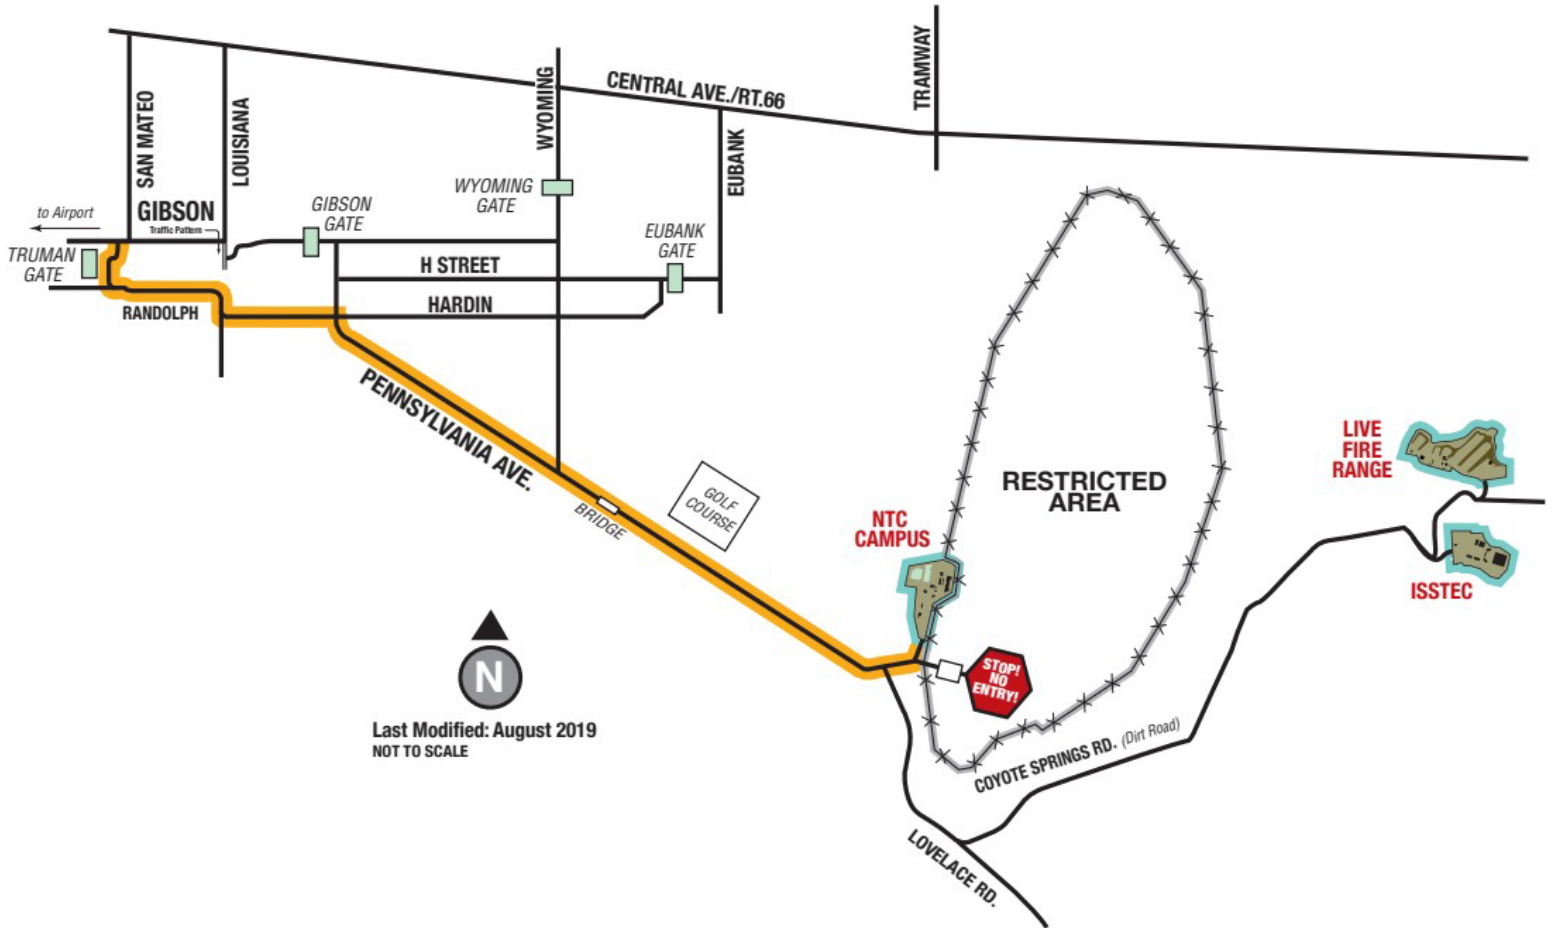 TRAMWAY
CENTRAL AVE./RT.66
SAN MATEO
LOUISIANA
WYOMING
EUBANK
WYOMING
GATE
GIBSON
GATE
GIBSON
Traffic Pattern
to Airport
EUBANK
GATE
TRUMAN
GATE
H STREET
HARDIN
RANDOLPH
PENNSYLVANIA AVE.
BRIDGE
GOLF
COURSE
RESTRICTED
AREA
LIVE
FIRE
RANGE
NTC
CAMPUS
ISSTEC
STOP!
NO
ENTRY!
N
Last Modified: August 2019
NOT TO SCALE
COYOTE SPRINGS RD. (Dirt Road)
LOVELACE RD.